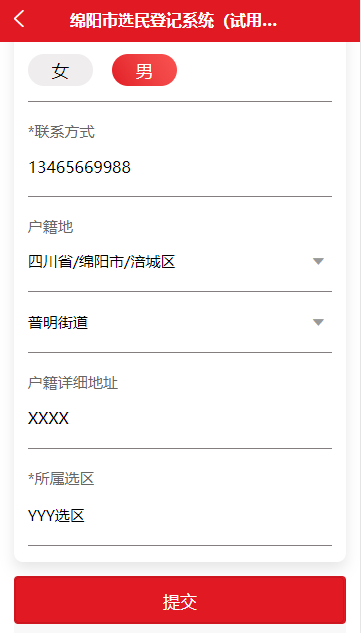 绵阳市选民登记系统（试用...
女 男
*联系方式
13465669988
户籍地
四川省/绵阳市/涪城区
普明街道
户籍详细地址
XXXX
*所属选区
YYY选区
提交